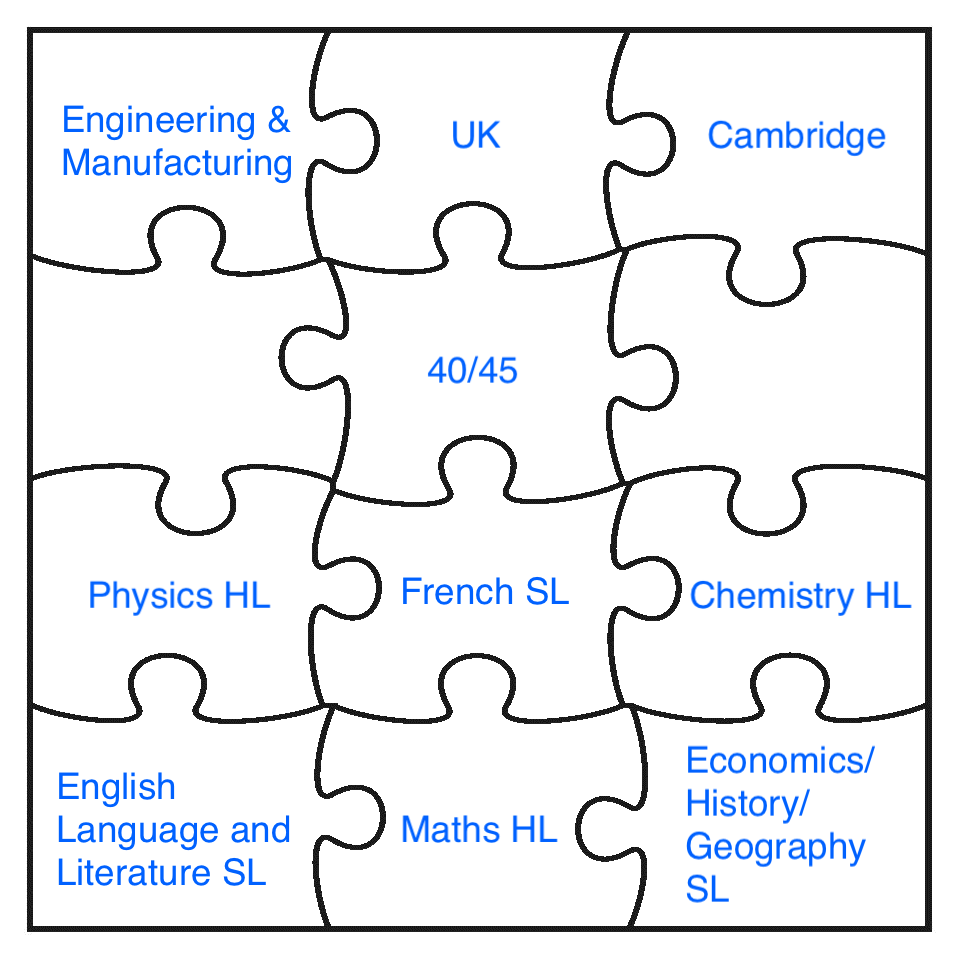 Engineering &
Manufacturing
UK
Cambridge
40/45
Physics HL
French SL
Chemistry HL
English
Language and
Literature SL
Maths HL
Economics/
History/
Geography
SL